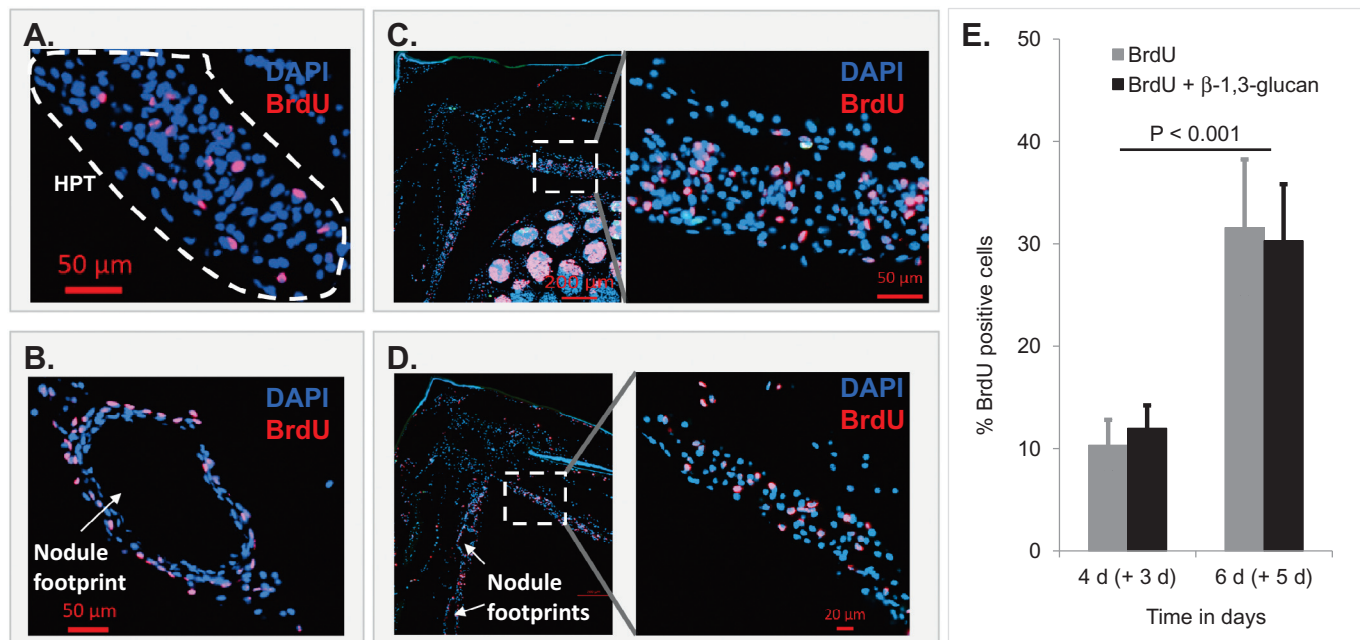 A.
DAPI
BrdU
HPT
50 µm
B.
DAPI
BrdU
Nodule
footprint
50 µm
C.
DAPI
BrdU
200 µm
50 µm
D.
DAPI
BrdU
Nodule
footprints
20 µm
E.
50
BrdU
BrdU + β-1,3-glucan
P < 0.001
40
30
20
10
0
% BrdU positive cells
4 d (+ 3 d)
6 d (+ 5 d)
Time in days